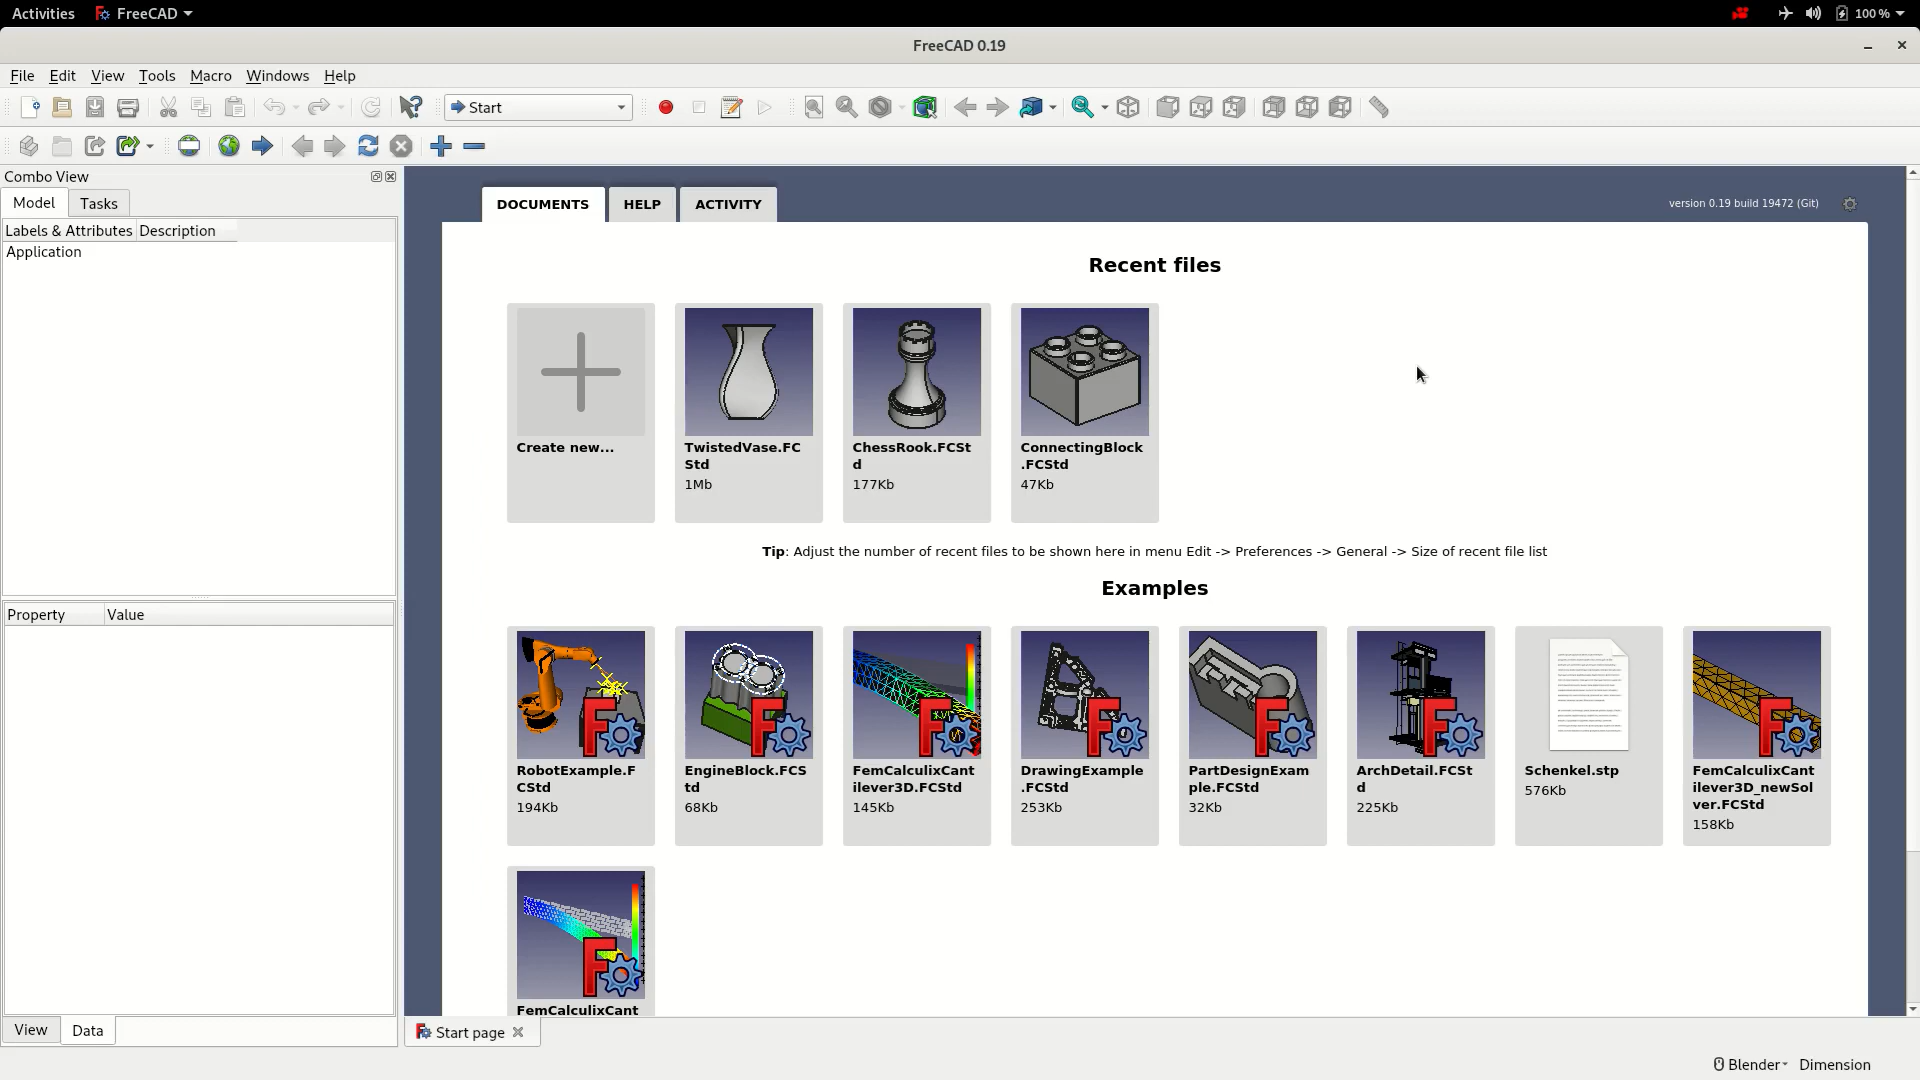 Activities FreeCAD 100 %
FreeCAD 0.19
File Edit View Tools Macro Windows Help
Start
Combo View
Model Tasks
Labels & Attributes Description
Application
Property Value
View Data
DOCUMENTS HELP ACTIVITY
version 0.19 build 19472 (Git)
Recent files
Create new...
TwistedVase.FC
Std
1Mb
ChessRook.FCSt
d
177Kb
ConnectingBlock
.FCStd
47Kb
Tip: Adjust the number of recent files to be shown here in menu Edit -> Preferences -> General -> Size of recent file list
Examples
RobotExample.F
CStd
194Kb
EngineBlock.FCS
td
68Kb
FemCalculixCant
ilever3D.FCStd
145Kb
DrawingExample
.FCStd
253Kb
PartDesignExam
ple.FCStd
32Kb
ArchDetail.FCSt
d
225Kb
Schenkel.stp
576Kb
FemCalculixCant
ilever3D_newSol
ver.FCStd
158Kb
FemCalculixCant
Start page
Blender Dimension